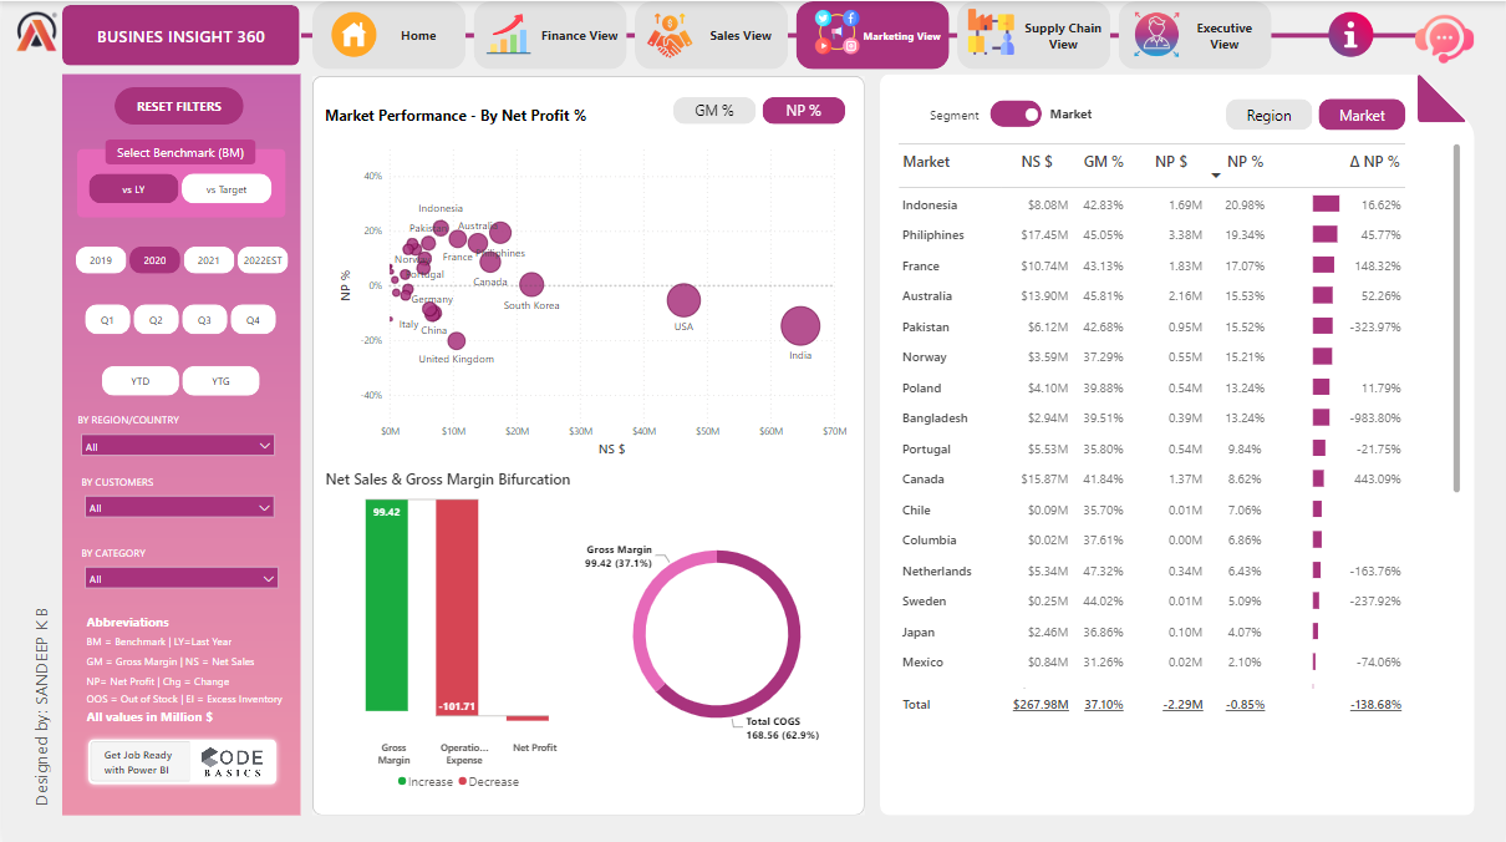 BUSINES INSIGHT 360
Home
Finance View
Sales View
Marketing View
Supply Chain
View
Executive
View
RESET FILTERS
Select Benchmark (BM)
vs LY
vs Target
2019
2020
2021
2022EST
Q1
Q2
Q3
Q4
YTD
YTG
BY REGION/COUNTRY
All
BY CUSTOMERS
All
BY CATEGORY
All
Abbreviations
BM = Benchmark | LY=Last Year
GM = Gross Margin | NS = Net Sales
NP= Net Profit | Chg = Change
OOS = Out of Stock | EI = Excess Inventory
All values in Million $
Get Job Ready
with Power BI
CODE
BASICS
Designed by: SANDEEP K B
Market Performance - By Net Profit %
GM %
NP %
NP %
40%
20%
0%
-20%
-40%
Indonesia
Pakistan
Australia
Norway
France
Philiphines
Portugal
Canada
Germany
South Korea
Italy
China
USA
United Kingdom
India
$0M
$10M
$20M
$30M
$40M
$50M
$60M
$70M
NS $
Net Sales & Gross Margin Bifurcation
99.42
-101.71
Gross
Margin
Operatio...
Expense
Net Profit
Increase
Decrease
Gross Margin
99.42 (37.1%)
Total COGS
168.56 (62.9%)
Segment
Market
Region
Market
Market NS $ GM % NP $ NP % Δ NP %
Indonesia $8.08M 42.83% 1.69M 20.98% 16.62%
Philiphines $17.45M 45.05% 3.38M 19.34% 45.77%
France $10.74M 43.13% 1.83M 17.07% 148.32%
Australia $13.90M 45.81% 2.16M 15.53% 52.26%
Pakistan $6.12M 42.68% 0.95M 15.52% -323.97%
Norway $3.59M 37.29% 0.55M 15.21%
Poland $4.10M 39.88% 0.54M 13.24% 11.79%
Bangladesh $2.94M 39.51% 0.39M 13.24% -983.80%
Portugal $5.53M 35.80% 0.54M 9.84% -21.75%
Canada $15.87M 41.84% 1.37M 8.62% 443.09%
Chile $0.09M 35.70% 0.01M 7.06%
Columbia $0.02M 37.61% 0.00M 6.86%
Netherlands $5.34M 47.32% 0.34M 6.43% -163.76%
Sweden $0.25M 44.02% 0.01M 5.09% -237.92%
Japan $2.46M 36.86% 0.10M 4.07%
Mexico $0.84M 31.26% 0.02M 2.10% -74.06%
Total $267.98M 37.10% -2.29M -0.85% -138.68%